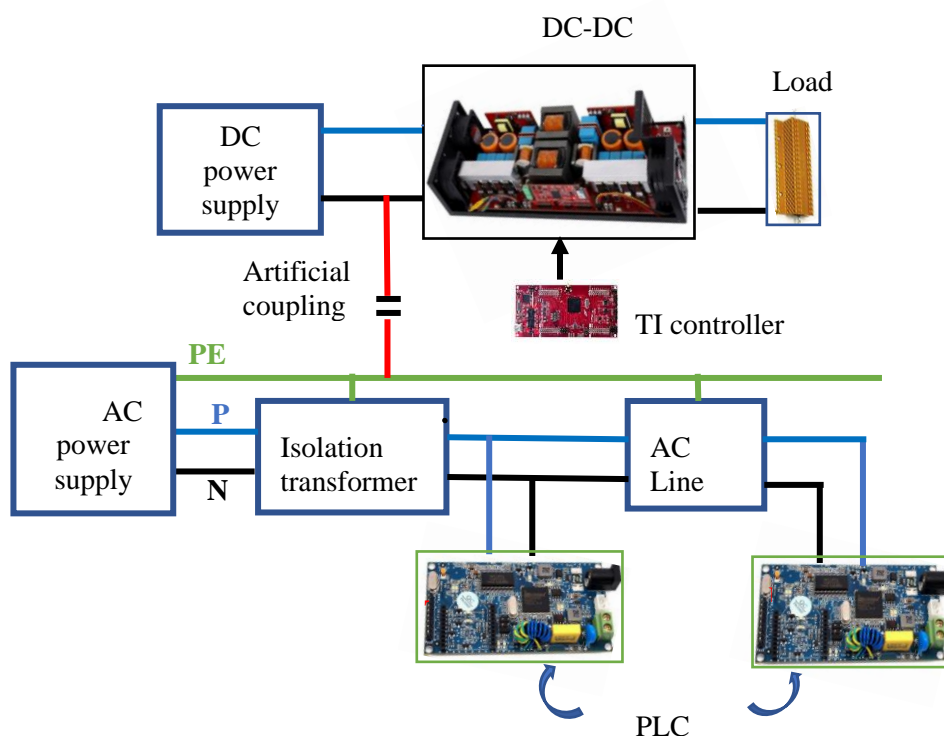 DC-DC
Load
DC
power
supply
Artificial
coupling
TI controller
PE
AC
power
supply
P
N
Isolation
transformer
AC
Line
PLC